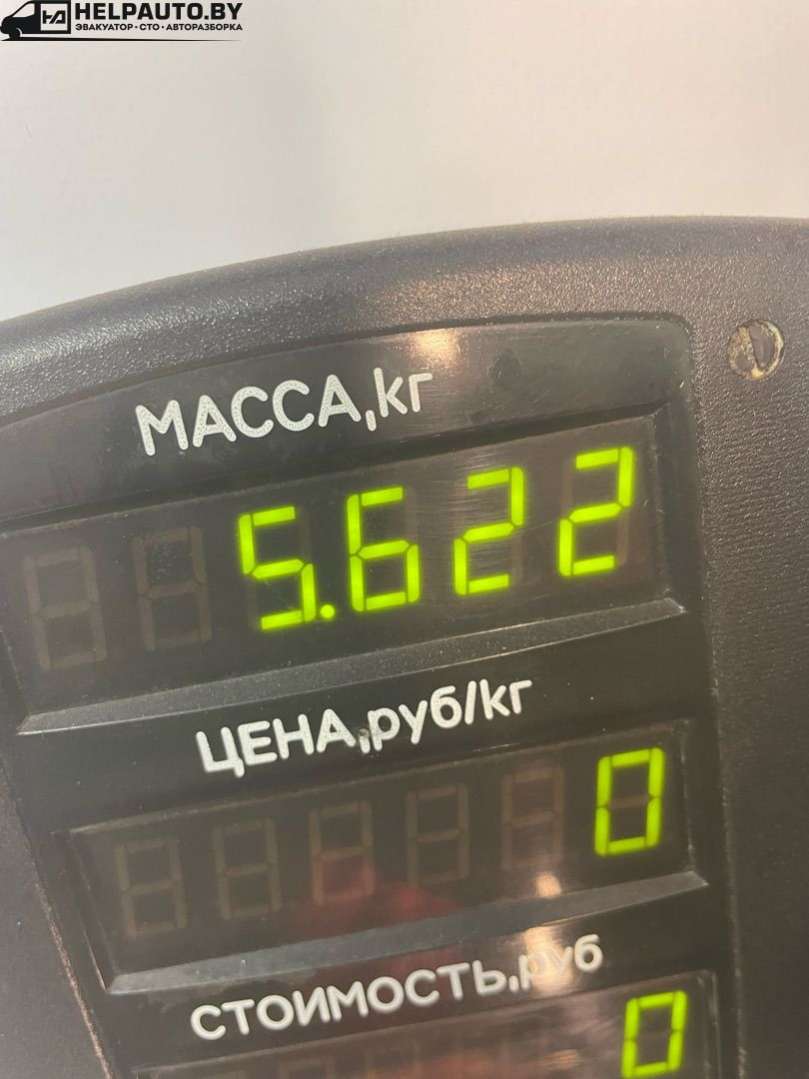 HELPAUTO.BY
ЭВАКУАТОР•СТО•АВТОРАЗБОРКА
МАССА,кг
5.622
ЦЕНА,руб/кг
0
СТОИМОСТЬ,руб
0